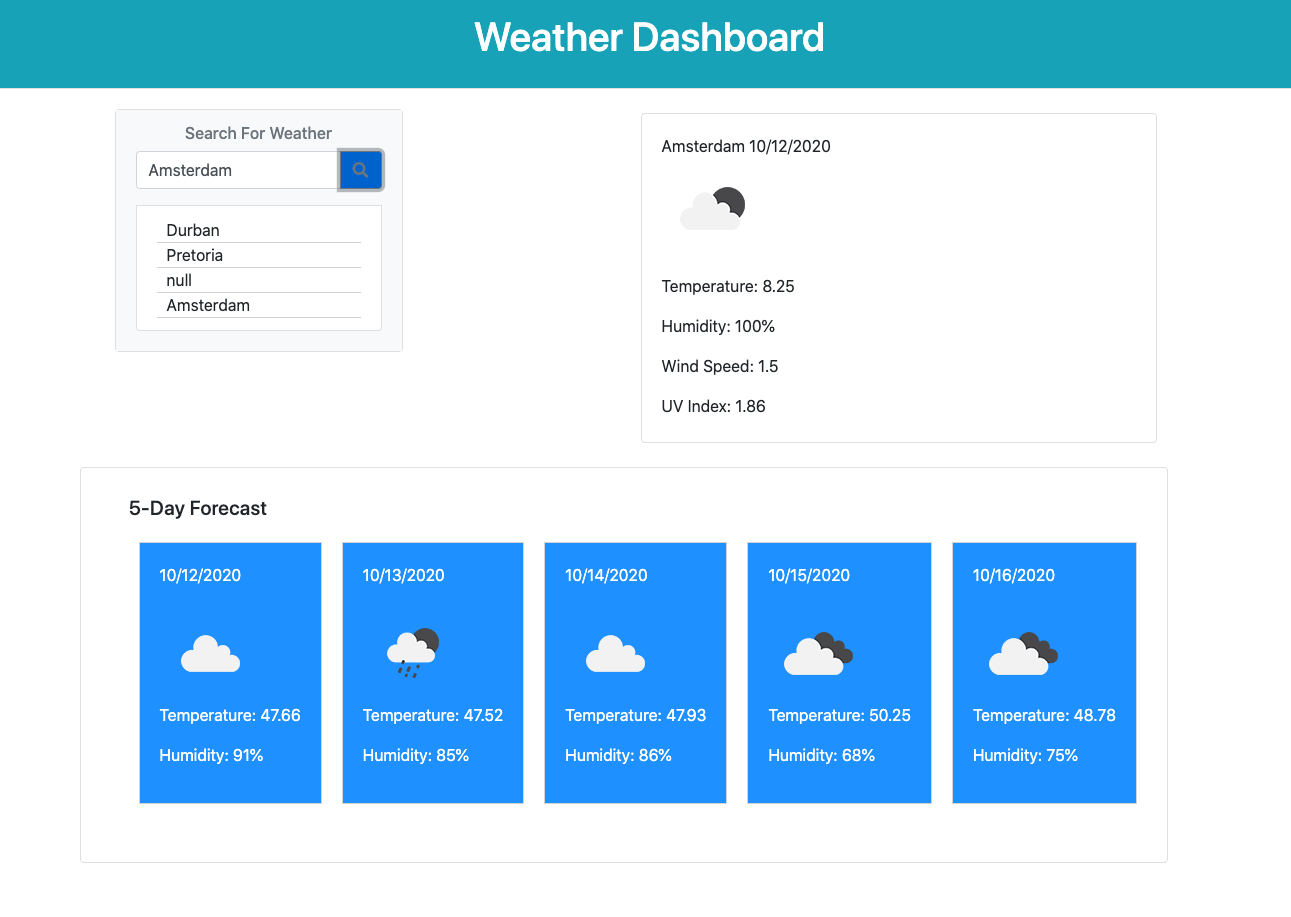 Weather Dashboard
Search For Weather
Amsterdam
Durban
Pretoria
null
Amsterdam
Amsterdam 10/12/2020
Temperature: 8.25
Humidity: 100%
Wind Speed: 1.5
UV Index: 1.86
5-Day Forecast
10/12/2020
Temperature: 47.66
Humidity: 91%
10/13/2020
Temperature: 47.52
Humidity: 85%
10/14/2020
Temperature: 47.93
Humidity: 86%
10/15/2020
Temperature: 50.25
Humidity: 68%
10/16/2020
Temperature: 48.78
Humidity: 75%